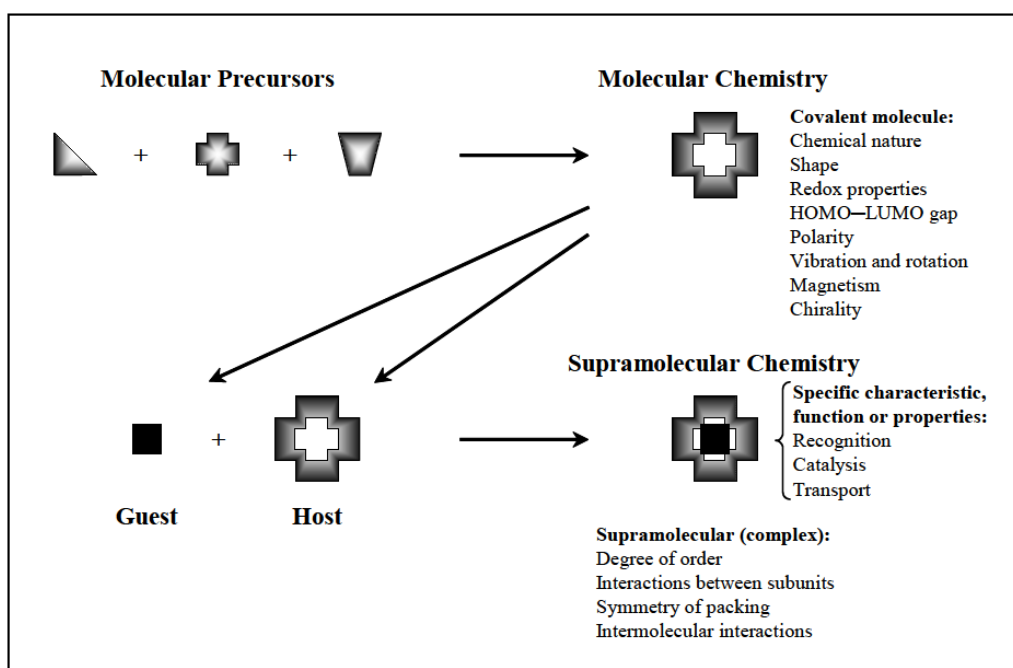 Molecular Precursors
Molecular Chemistry
+ +
Covalent molecule:
Chemical nature
Shape
Redox properties
HOMO—LUMO gap
Polarity
Vibration and rotation
Magnetism
Chirality
Supramolecular Chemistry
+
Guest
Host
Specific characteristic,
function or properties:
Recognition
Catalysis
Transport
Supramolecular (complex):
Degree of order
Interactions between subunits
Symmetry of packing
Intermolecular interactions